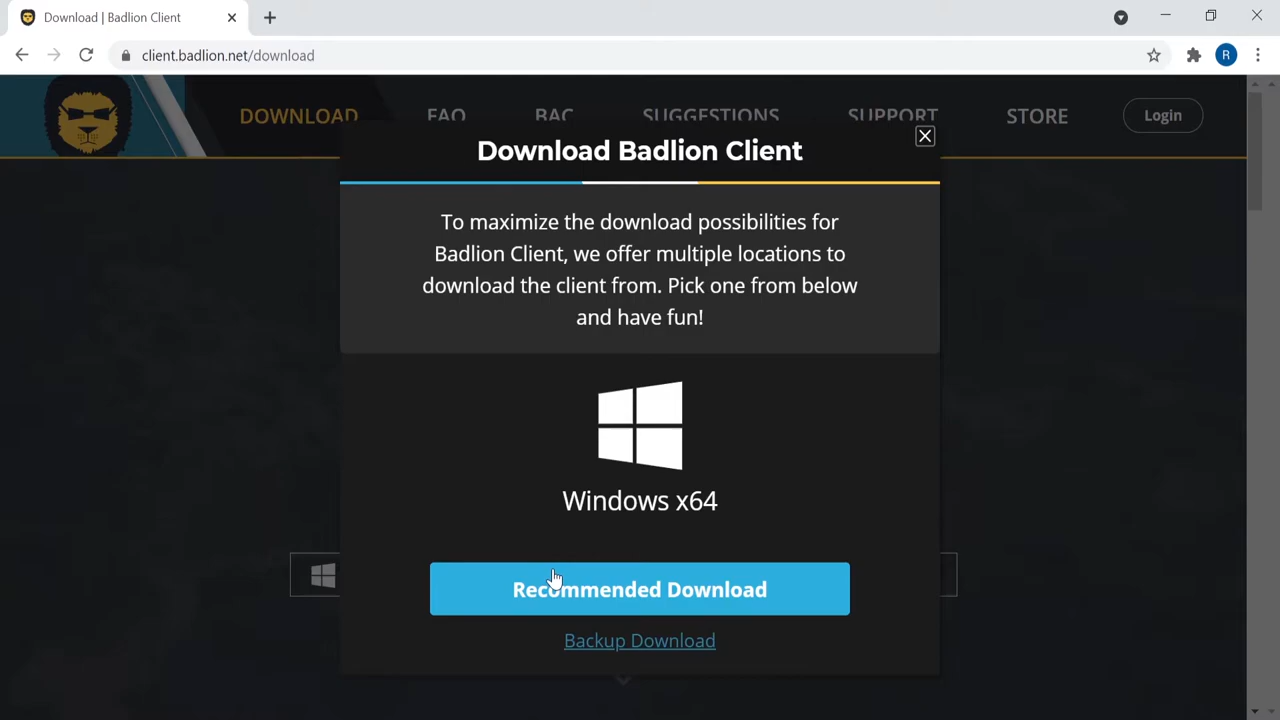 Download | Badlion Client
client.badlion.net/download
R
DOWNLOAD FAQ BAC SUGGESTIONS SUPPORT STORE Login
Download Badlion Client
To maximize the download possibilities for
Badlion Client, we offer multiple locations to
download the client from. Pick one from below
and have fun!
Windows x64
Recommended Download
Backup Download